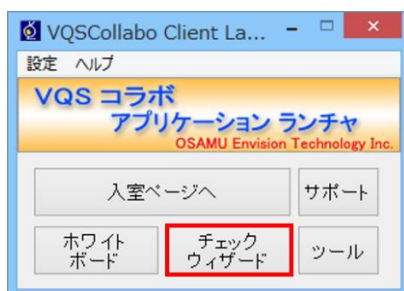 VQSCollabo Client La...
設定 ヘルプ
VQS コラボ
アプリケーション ランチャ
OSAMU Envision Technology Inc.
入室ページへ
サポート
ホワイト
ボード
チェック
ウィザード
ツール